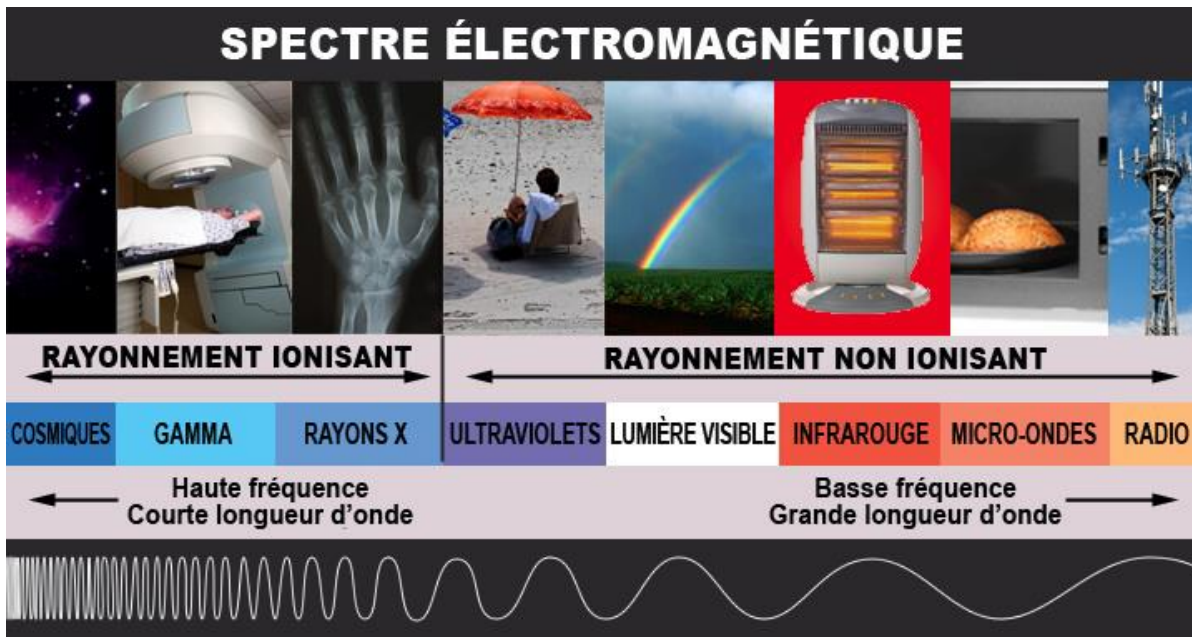 SPECTRE ÉLECTROMAGNÉTIQUE
RAYONNEMENT IONISANT
RAYONNEMENT NON IONISANT
COSMIQUES
GAMMA
RAYONS X
ULTRAVIOLETS
LUMIÈRE VISIBLE
INFRAROUGE
MICRO-ONDES
RADIO
Haute fréquence
Courte longueur d'onde
Basse fréquence
Grande longueur d'onde